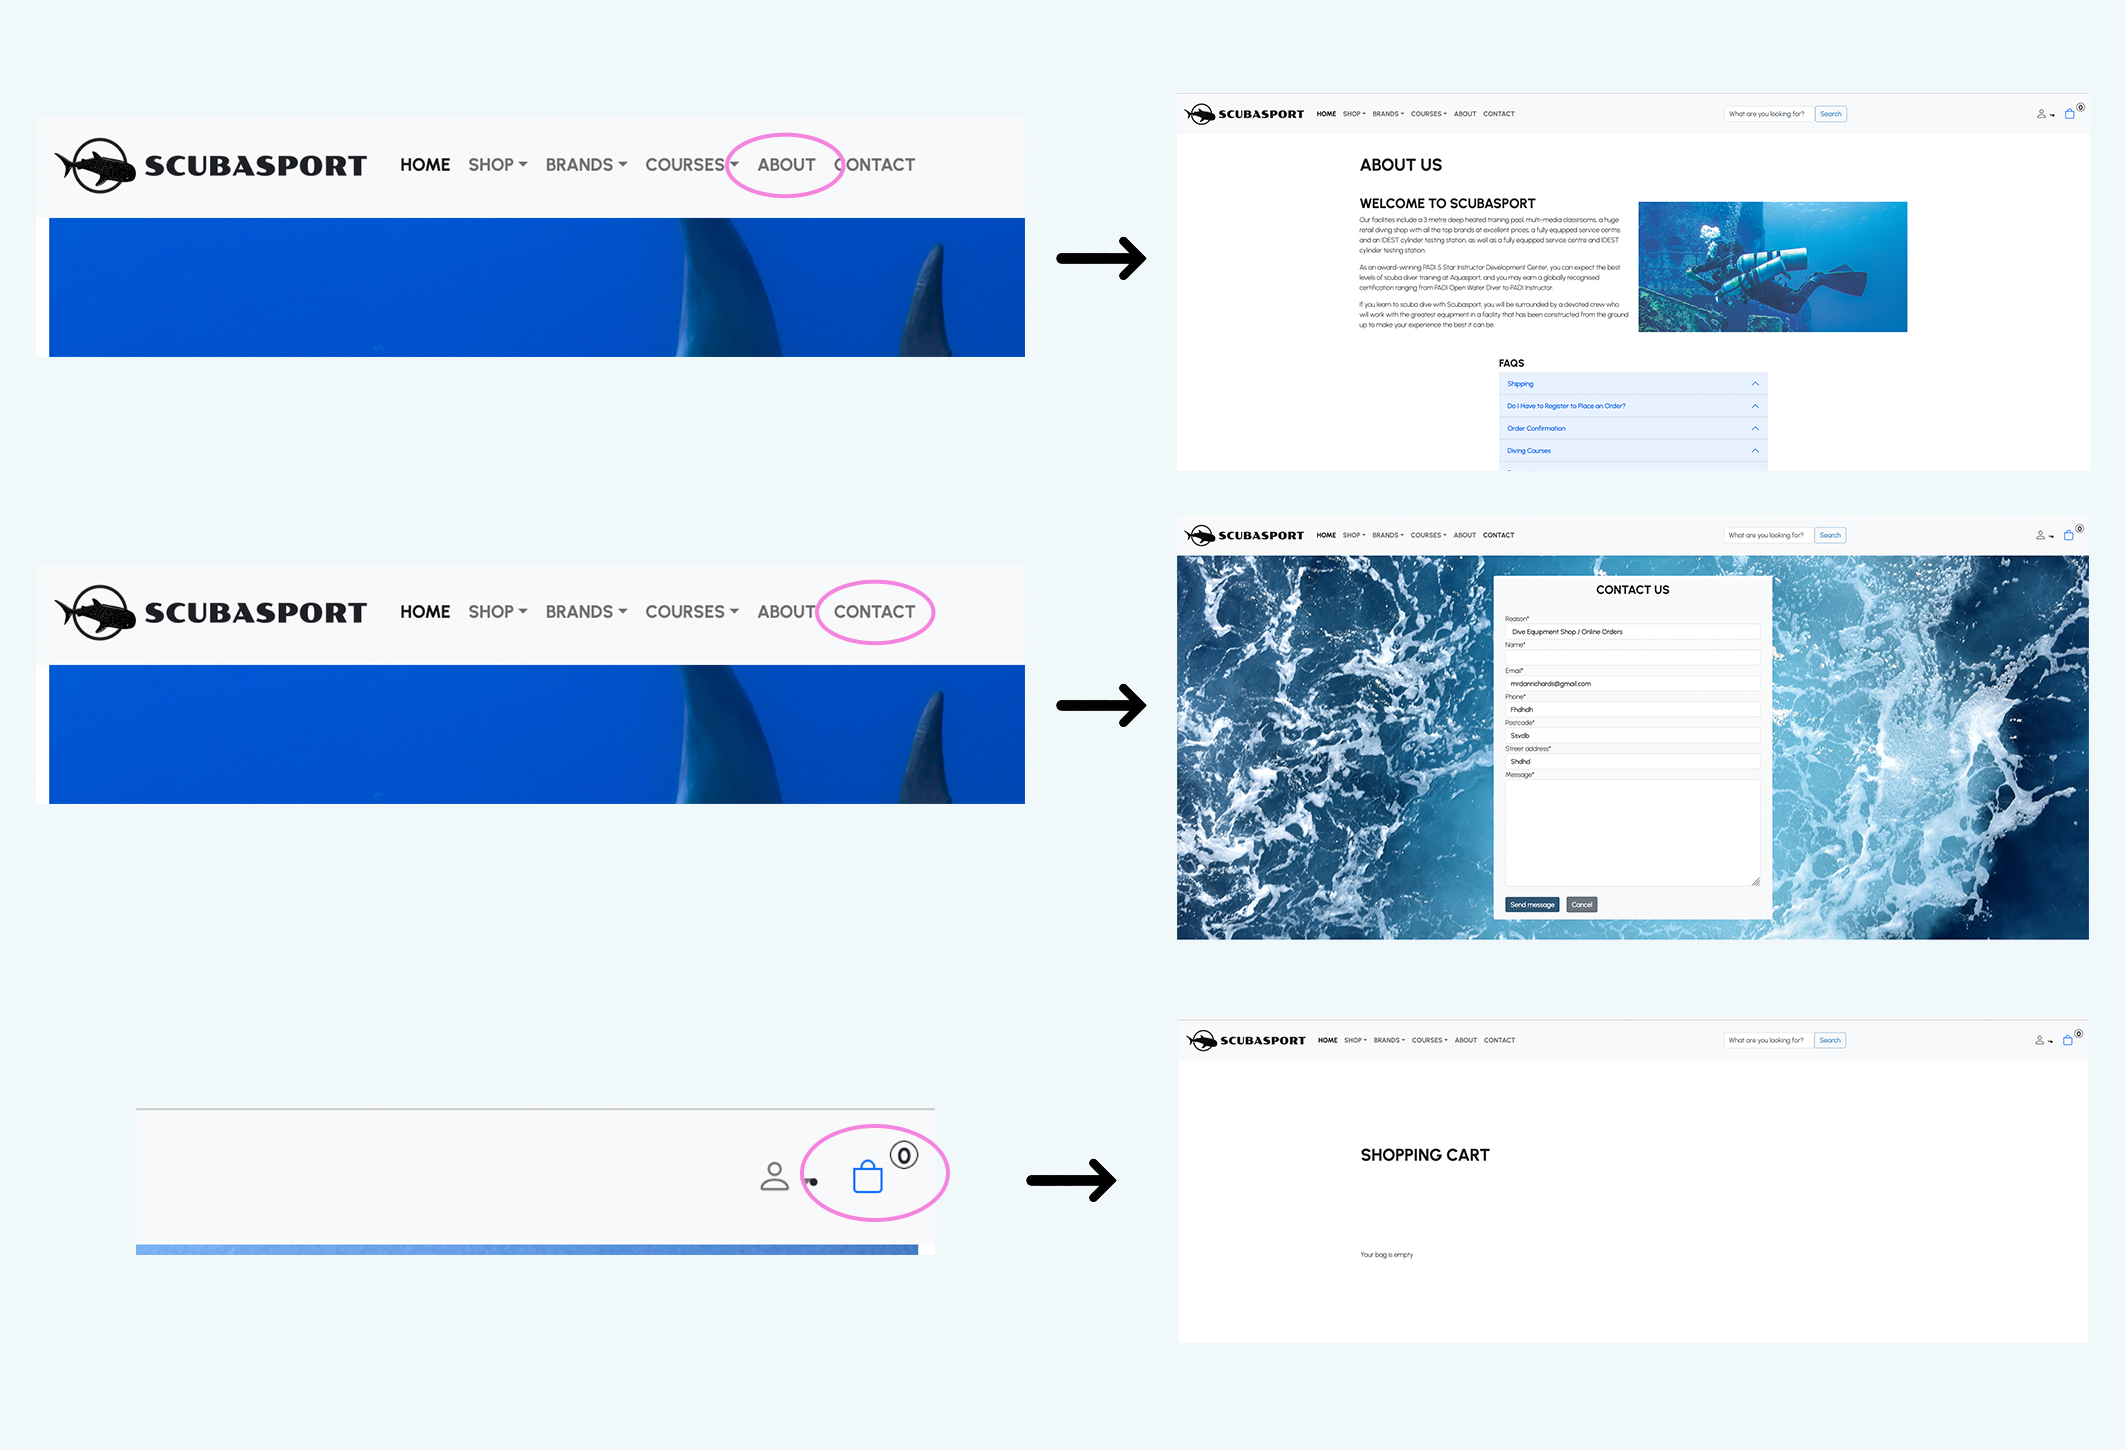 SCUBASPORT HOME SHOP BRANDS COURSES ABOUT CONTACT
SCUBASPORT HOME SHOP BRANDS COURSES ABOUT CONTACT What are you looking for? Search 0
ABOUT US
WELCOME TO SCUBASPORT
Our facilities include a 3 metre deep heated training pool, multi-media classrooms, a huge
retail diving shop with all the top brands at excellent prices, a fully equipped service centre,
and an IDEST cylinder testing station, as well as a fully equipped service centre and IDEST
cylinder testing station.
As an award-winning PADI 5 Star Instructor Development Center, you can expect the best
levels of scuba diver training at Aquasport, and you may earn a globally recognised
certification ranging from PADI Open Water Diver to PADI Instructor.
If you learn to scuba dive with Scubasport, you will be surrounded by a devoted crew who
will work with the greatest equipment in a facility that has been constructed from the ground
up to make your experience the best it can be.
FAQS
Shipping
Do I Have to Register to Place an Order?
Order Confirmation
Diving Courses
SCUBASPORT HOME SHOP BRANDS COURSES ABOUT CONTACT
SCUBASPORT HOME SHOP BRANDS COURSES ABOUT CONTACT What are you looking for? Search 0
CONTACT US
Reason*
Dive Equipment Shop / Online Orders
Name*
Email*
mrdanrichards@gmail.com
Phone*
Fhdhdh
Postcode*
Ssvdb
Street address*
Shdhd
Message*
Send message Cancel
0
SCUBASPORT HOME SHOP BRANDS COURSES ABOUT CONTACT What are you looking for? Search 0
SHOPPING CART
Your bag is empty